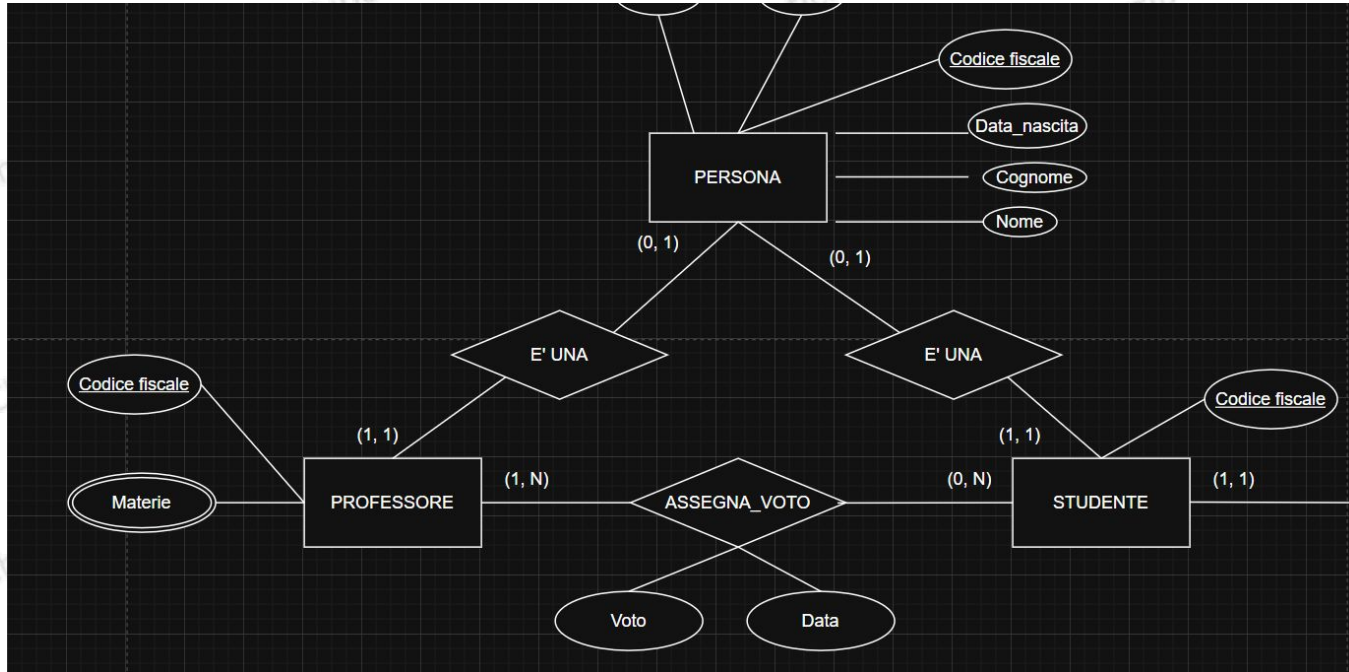 Codice fiscale
Data_nascita
PERSONA
Cognome
Nome
(0, 1)
(0, 1)
E' UNA
E' UNA
Codice fiscale
Codice fiscale
(1, 1)
(1, 1)
(1, N)
(0, N)
(1, 1)
Materie
PROFESSORE
ASSEGNA_VOTO
STUDENTE
Voto
Data